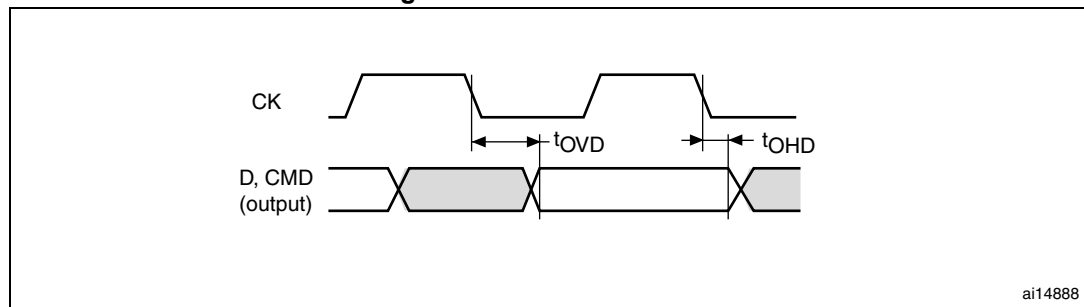 CK
tOVD
tOHD
D, CMD
(output)
ai14888